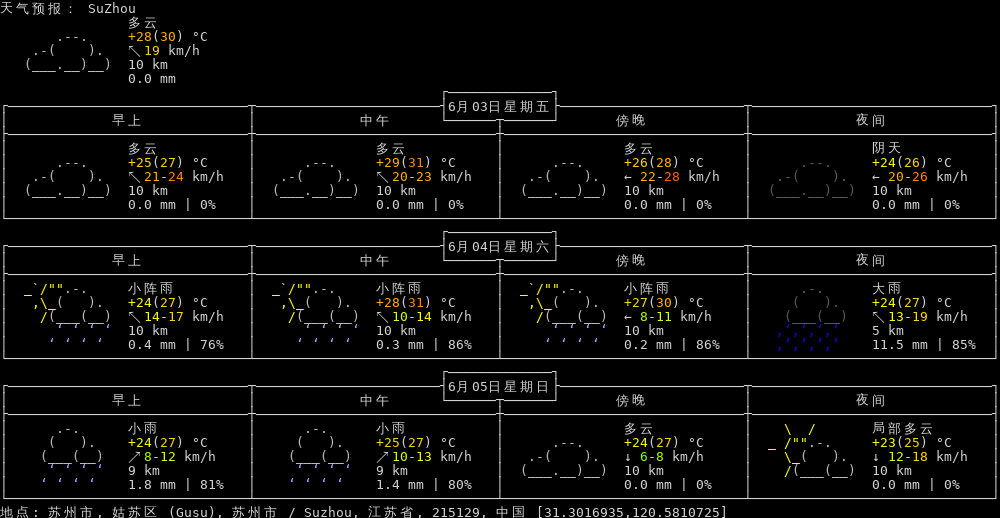 天气预报: SuZhou
多云
+28(30) °C
↖ 19 km/h
10 km
0.0 mm
6月03日星期五
早上 中午 傍晚 夜间
多云 多云 多云 阴天
+25(27) °C +29(31) °C +26(28) °C +24(26) °C
↖ 21-24 km/h ↖ 20-23 km/h ← 22-28 km/h ← 20-26 km/h
10 km 10 km 10 km 10 km
0.0 mm | 0% 0.0 mm | 0% 0.0 mm | 0% 0.0 mm | 0%
6月04日星期六
早上 中午 傍晚 夜间
小阵雨 小阵雨 小阵雨 大雨
+24(27) °C +28(31) °C +27(30) °C +24(27) °C
↖ 14-17 km/h ↖ 10-14 km/h ← 8-11 km/h ↖ 13-19 km/h
10 km 10 km 10 km 5 km
0.4 mm | 76% 0.3 mm | 86% 0.2 mm | 86% 11.5 mm | 85%
6月05日星期日
早上 中午 傍晚 夜间
小雨 小雨 多云 局部多云
+24(27) °C +25(27) °C +24(27) °C +23(25) °C
↗ 8-12 km/h ↗ 10-13 km/h ↓ 6-8 km/h ↓ 12-18 km/h
9 km 9 km 10 km 10 km
1.8 mm | 81% 1.4 mm | 80% 0.0 mm | 0% 0.0 mm | 0%
地点: 苏州市, 姑苏区 (Gusu), 苏州市 / Suzhou, 江苏省, 215129, 中国 [31.3016935,120.5810725]